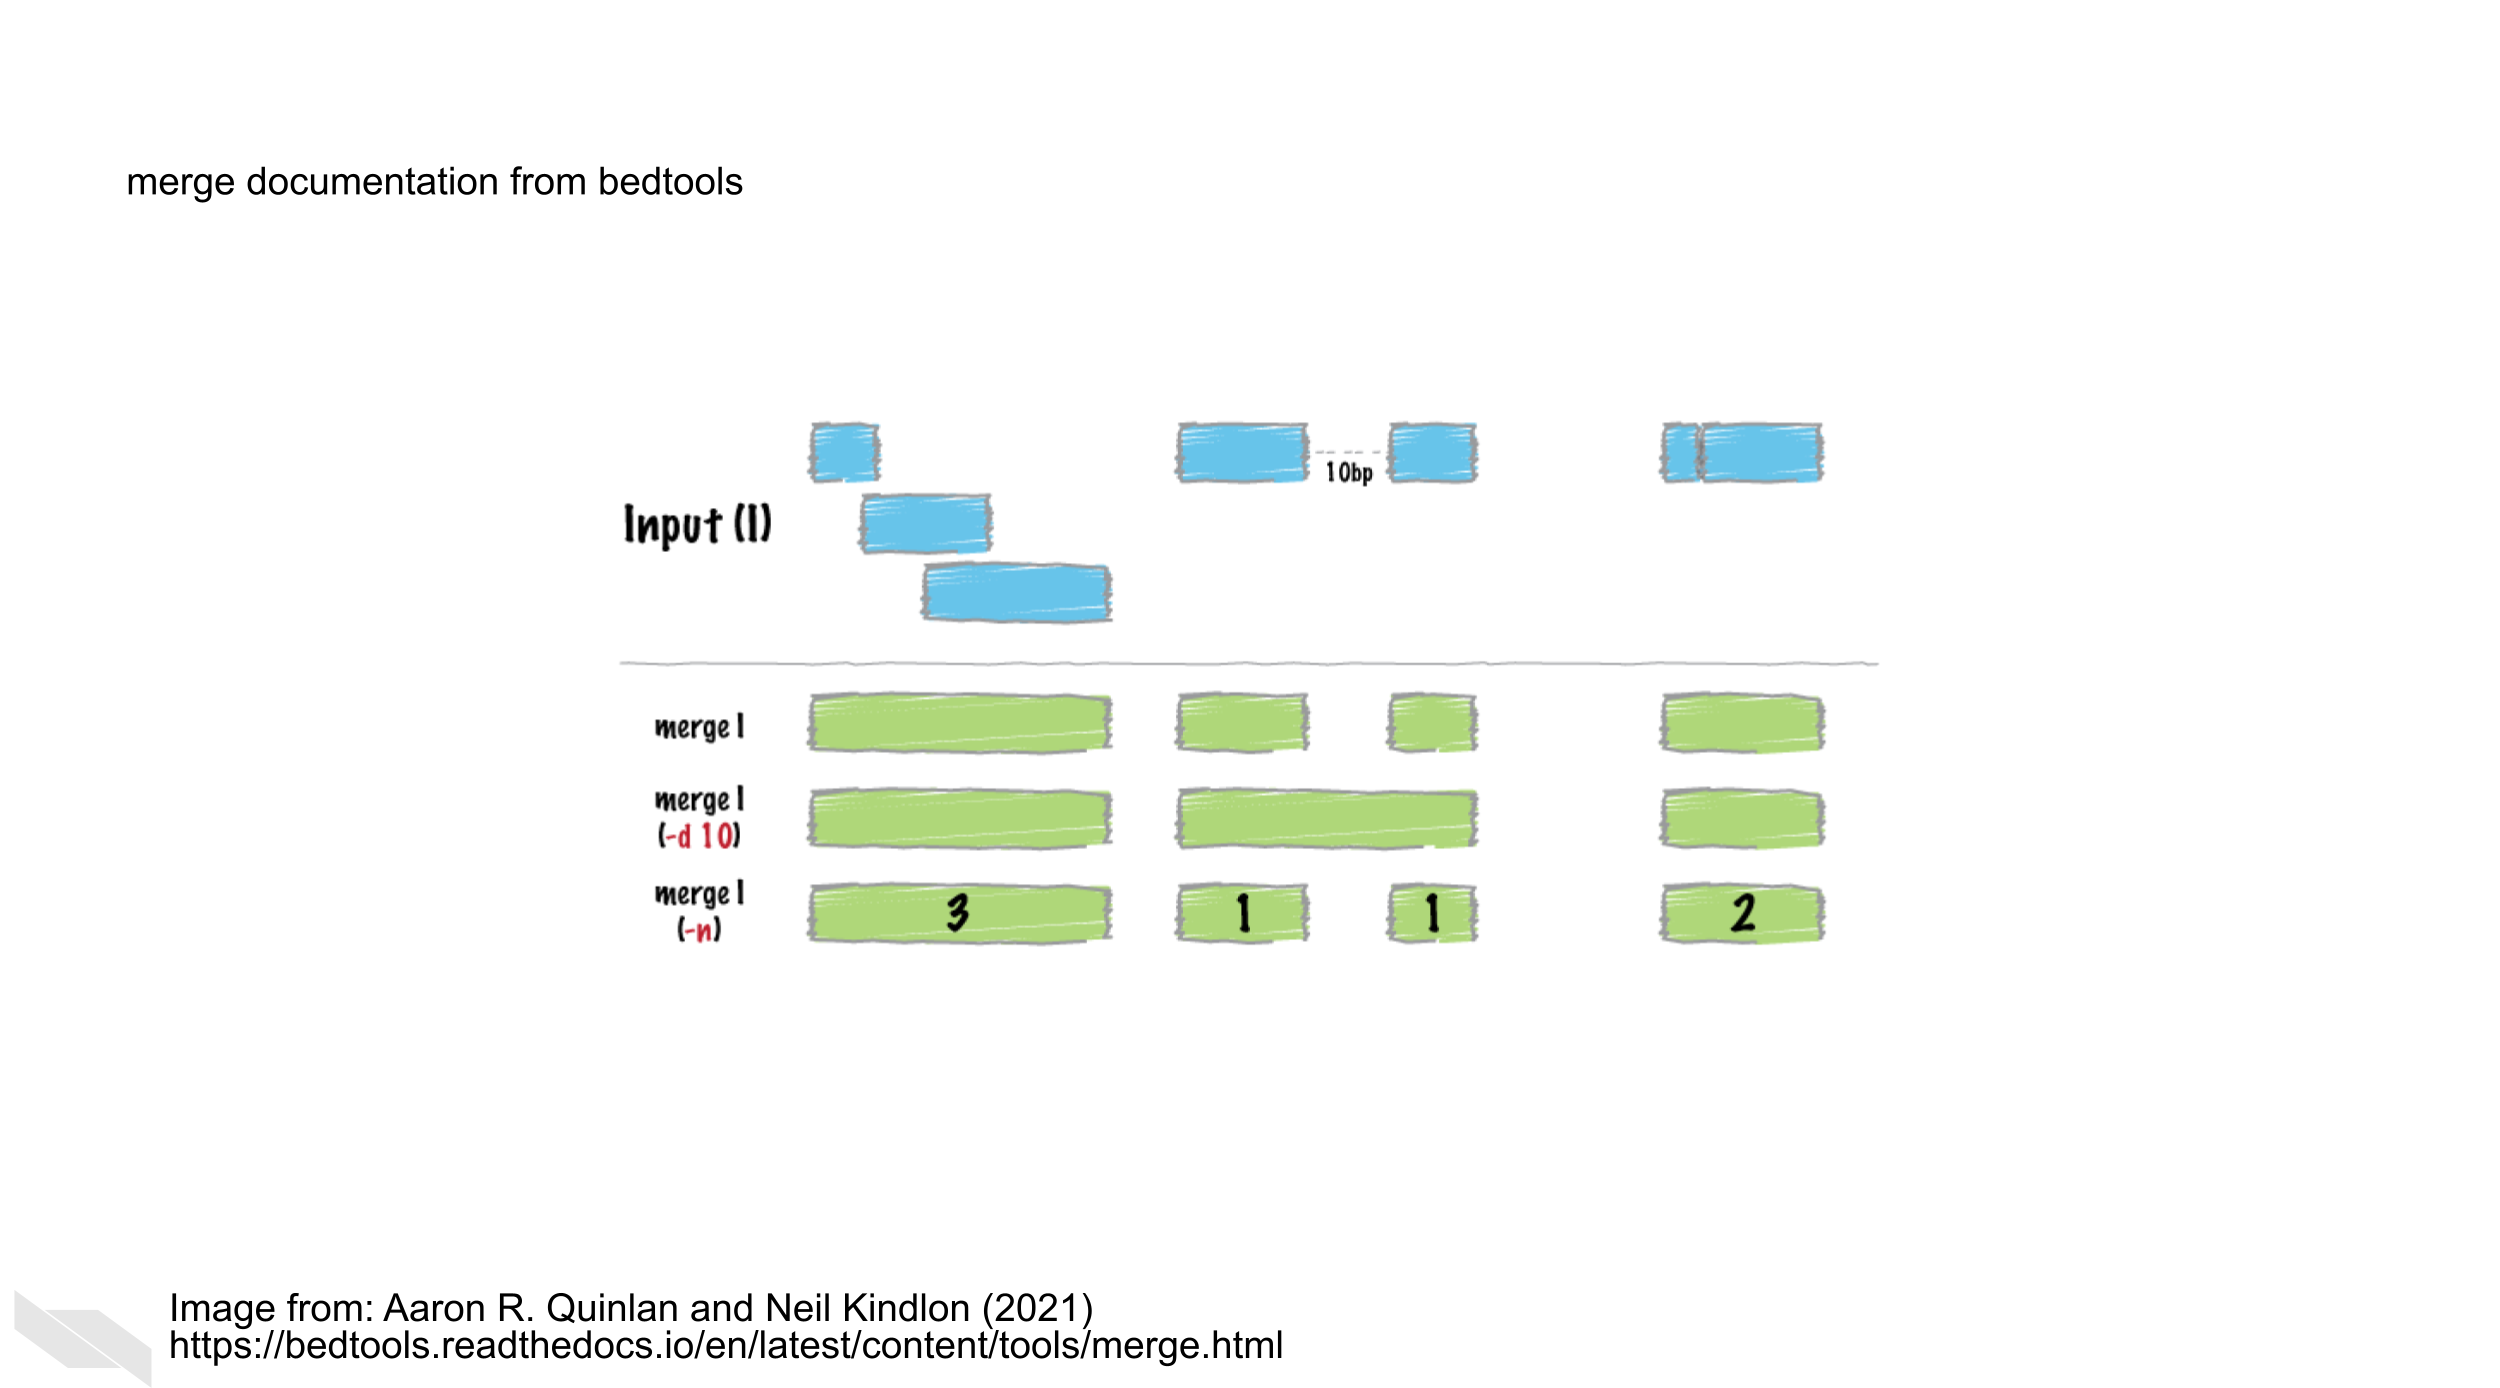 merge documentation from bedtools
10bp
Input (I)
merge I
merge I
(-d 10)
merge I
(-n)
3
1
1
2
Image from: Aaron R. Quinlan and Neil Kindlon (2021)
https://bedtools.readthedocs.io/en/latest/content/tools/merge.html